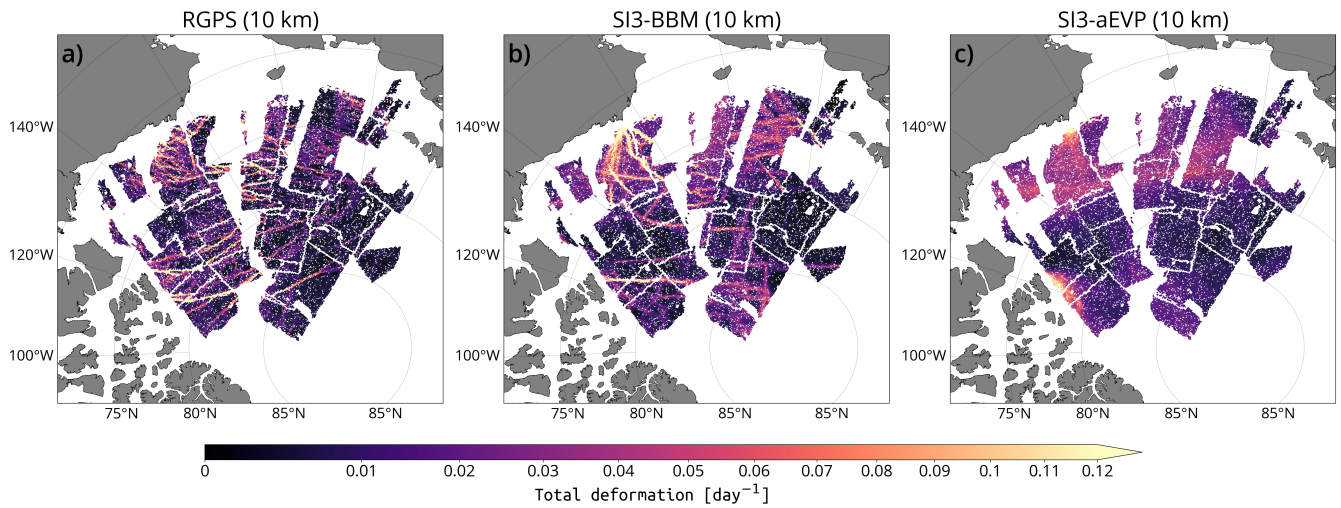 RGPS (10 km) SI3-BBM (10 km) SI3-aEVP (10 km)
a) b) c)
140°W 140°W 140°W
120°W 120°W 120°W
100°W 100°W 100°W
75°N 80°N 85°N 85°N 75°N 80°N 85°N 85°N 75°N 80°N 85°N 85°N
0 0.01 0.02 0.03 0.04 0.05 0.06 0.07 0.08 0.09 0.1 0.11 0.12
Total deformation [day⁻¹]